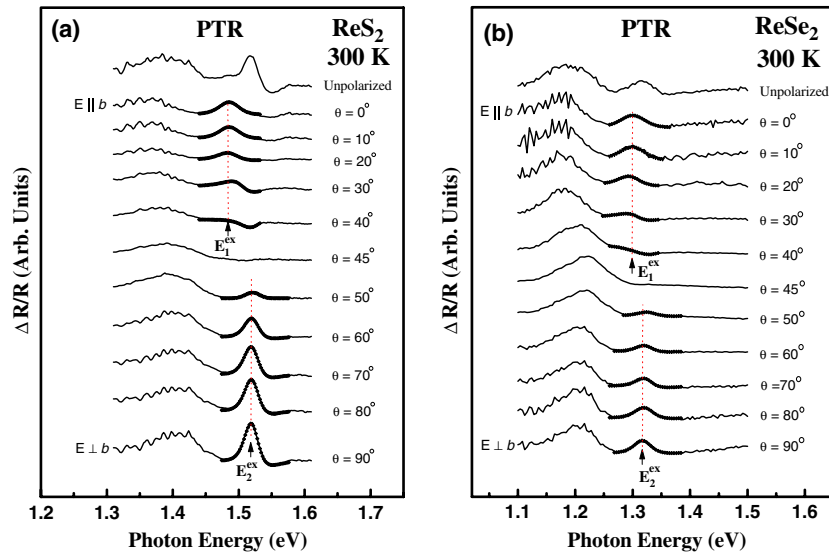 (a) PTR ReS₂
300 K
Unpolarized
E || b
θ = 0°
θ = 10°
θ = 20°
θ = 30°
θ = 40°
E₁ᵉˣ
θ = 45°
θ = 50°
θ = 60°
θ = 70°
θ = 80°
E ⊥ b
θ = 90°
E₂ᵉˣ
Δ R/R (Arb. Units)
1.2 1.3 1.4 1.5 1.6 1.7
Photon Energy (eV)
(b) PTR ReSe₂
300 K
Unpolarized
E || b
θ = 0°
θ = 10°
θ = 20°
θ = 30°
θ = 40°
E₁ᵉˣ
θ = 45°
θ = 50°
θ = 60°
θ =70°
θ = 80°
E ⊥ b
θ = 90°
E₂ᵉˣ
Δ R/R (Arb. Units)
1.1 1.2 1.3 1.4 1.5 1.6
Photon Energy (eV)